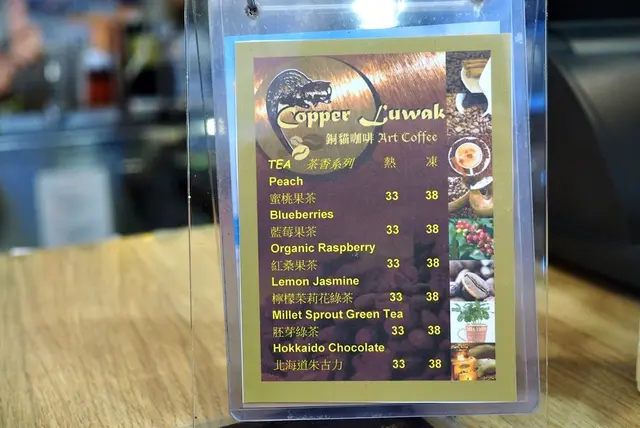 Copper Luwak
銅貓咖啡 Art Coffee
TEA 茶香系列 熱 凍
Peach
蜜桃果茶 33 38
Blueberries
藍莓果茶 33 38
Organic Raspberry
紅桑果茶 33 38
Lemon Jasmine
檸檬茉莉花綠茶 33 38
Millet Sprout Green Tea
胚芽綠茶 33 38
Hokkaido Chocolate
北海道朱古力 33 38